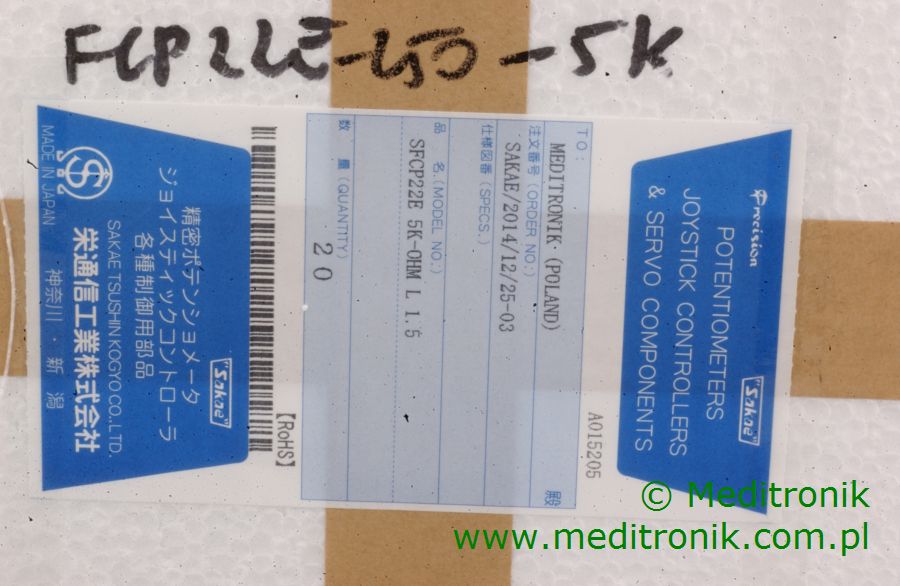 FCP22E-250-5K
Precision
POTENTIOMETERS
JOYSTICK CONTROLLERS
& SERVO COMPONENTS
"Sakae"
A015205
TO:
殿
MEDITRONIK (POLAND)
注文番号(ORDER NO:)
SAKAE/2014/12/25-03
仕様図番(SPECS.)
品 名.(MODEL NO:)
SFCP22E 5K-OHM L 1.5
数 量(QUANTITY)
20
【RoHS】
"Sakae"
精密ポテンショメータ
ジョイスティックコントローラ
各種制御用部品
SAKAE TSUSHIN KOGYO CO., LTD.
栄通信工業株式会社
MADE IN JAPAN 神奈川・新潟
© Meditronik
www.meditronik.com.pl